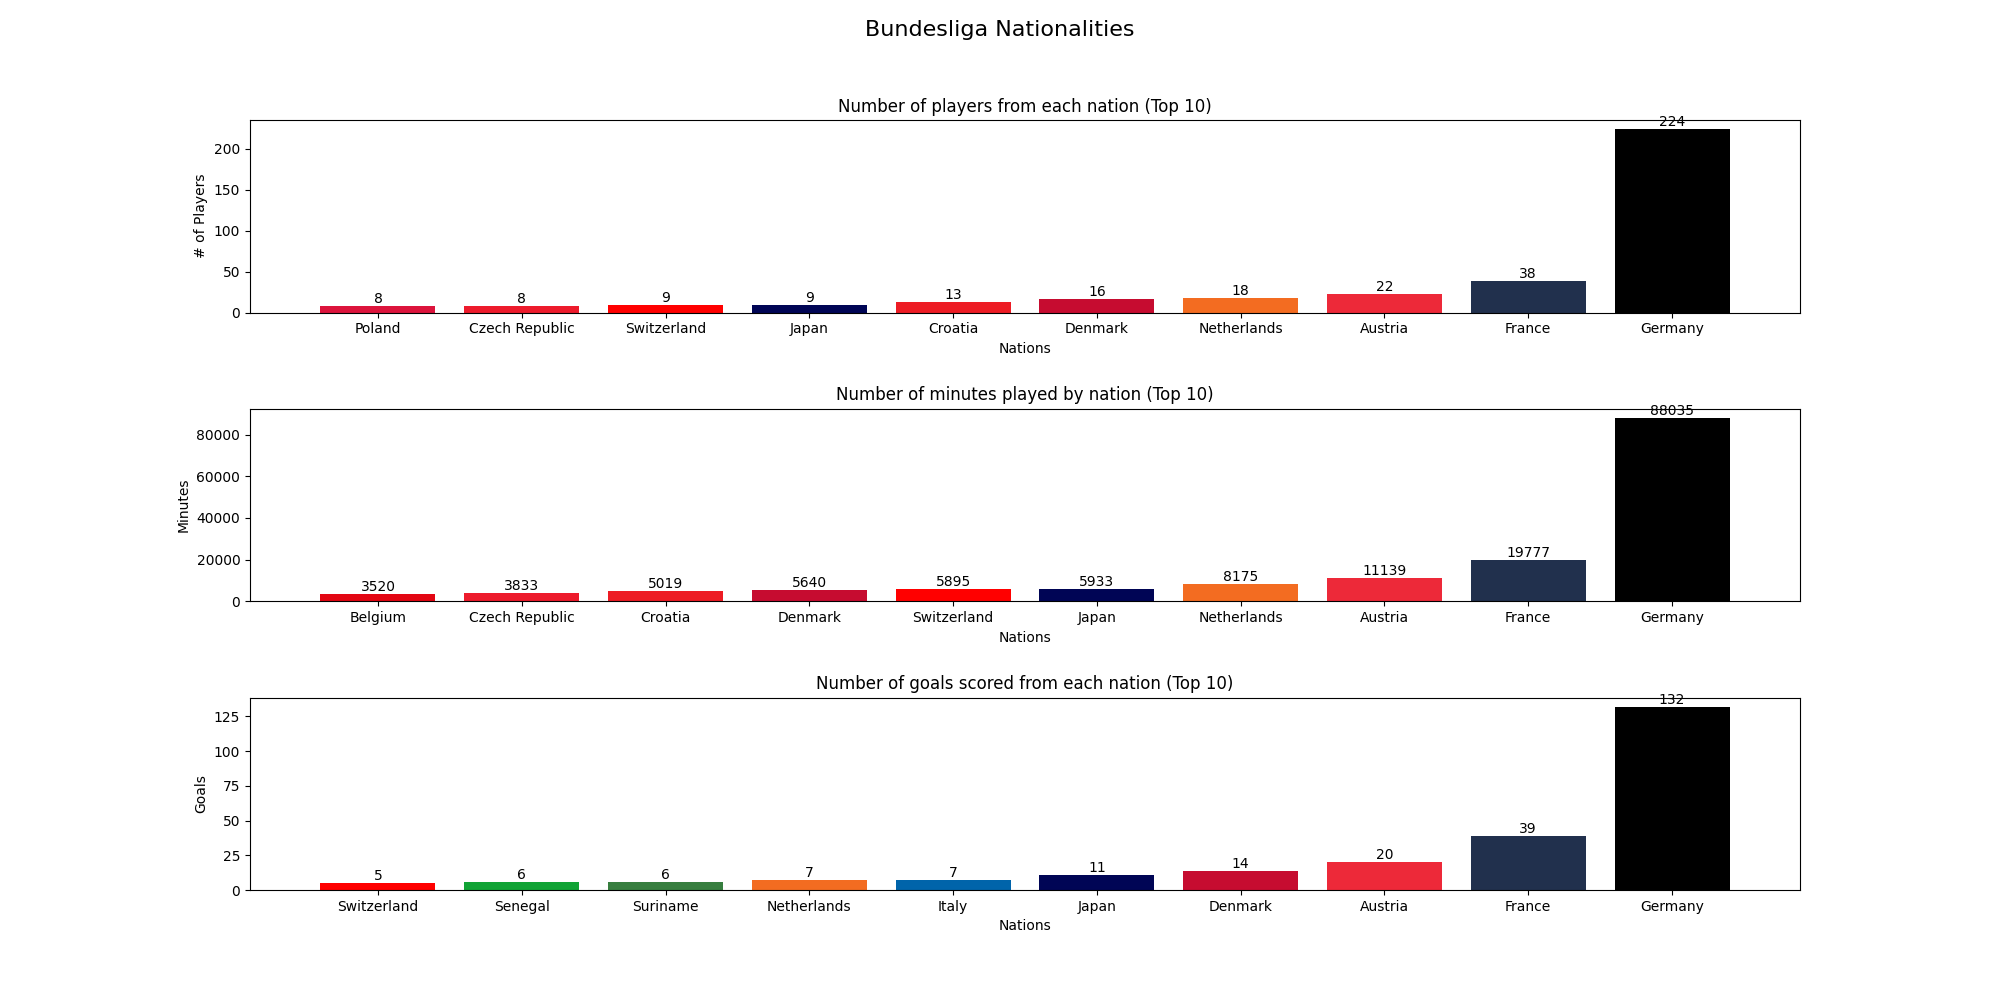 Bundesliga Nationalities
Number of players from each nation (Top 10)
# of Players
200
150
100
50
0
8 8 9 9 13 16 18 22 38 224
Poland Czech Republic Switzerland Japan Croatia Denmark Netherlands Austria France Germany
Nations
Number of minutes played by nation (Top 10)
Minutes
80000
60000
40000
20000
0
3520 3833 5019 5640 5895 5933 8175 11139 19777 88035
Belgium Czech Republic Croatia Denmark Switzerland Japan Netherlands Austria France Germany
Nations
Number of goals scored from each nation (Top 10)
Goals
125
100
75
50
25
0
5 6 6 7 7 11 14 20 39 132
Switzerland Senegal Suriname Netherlands Italy Japan Denmark Austria France Germany
Nations